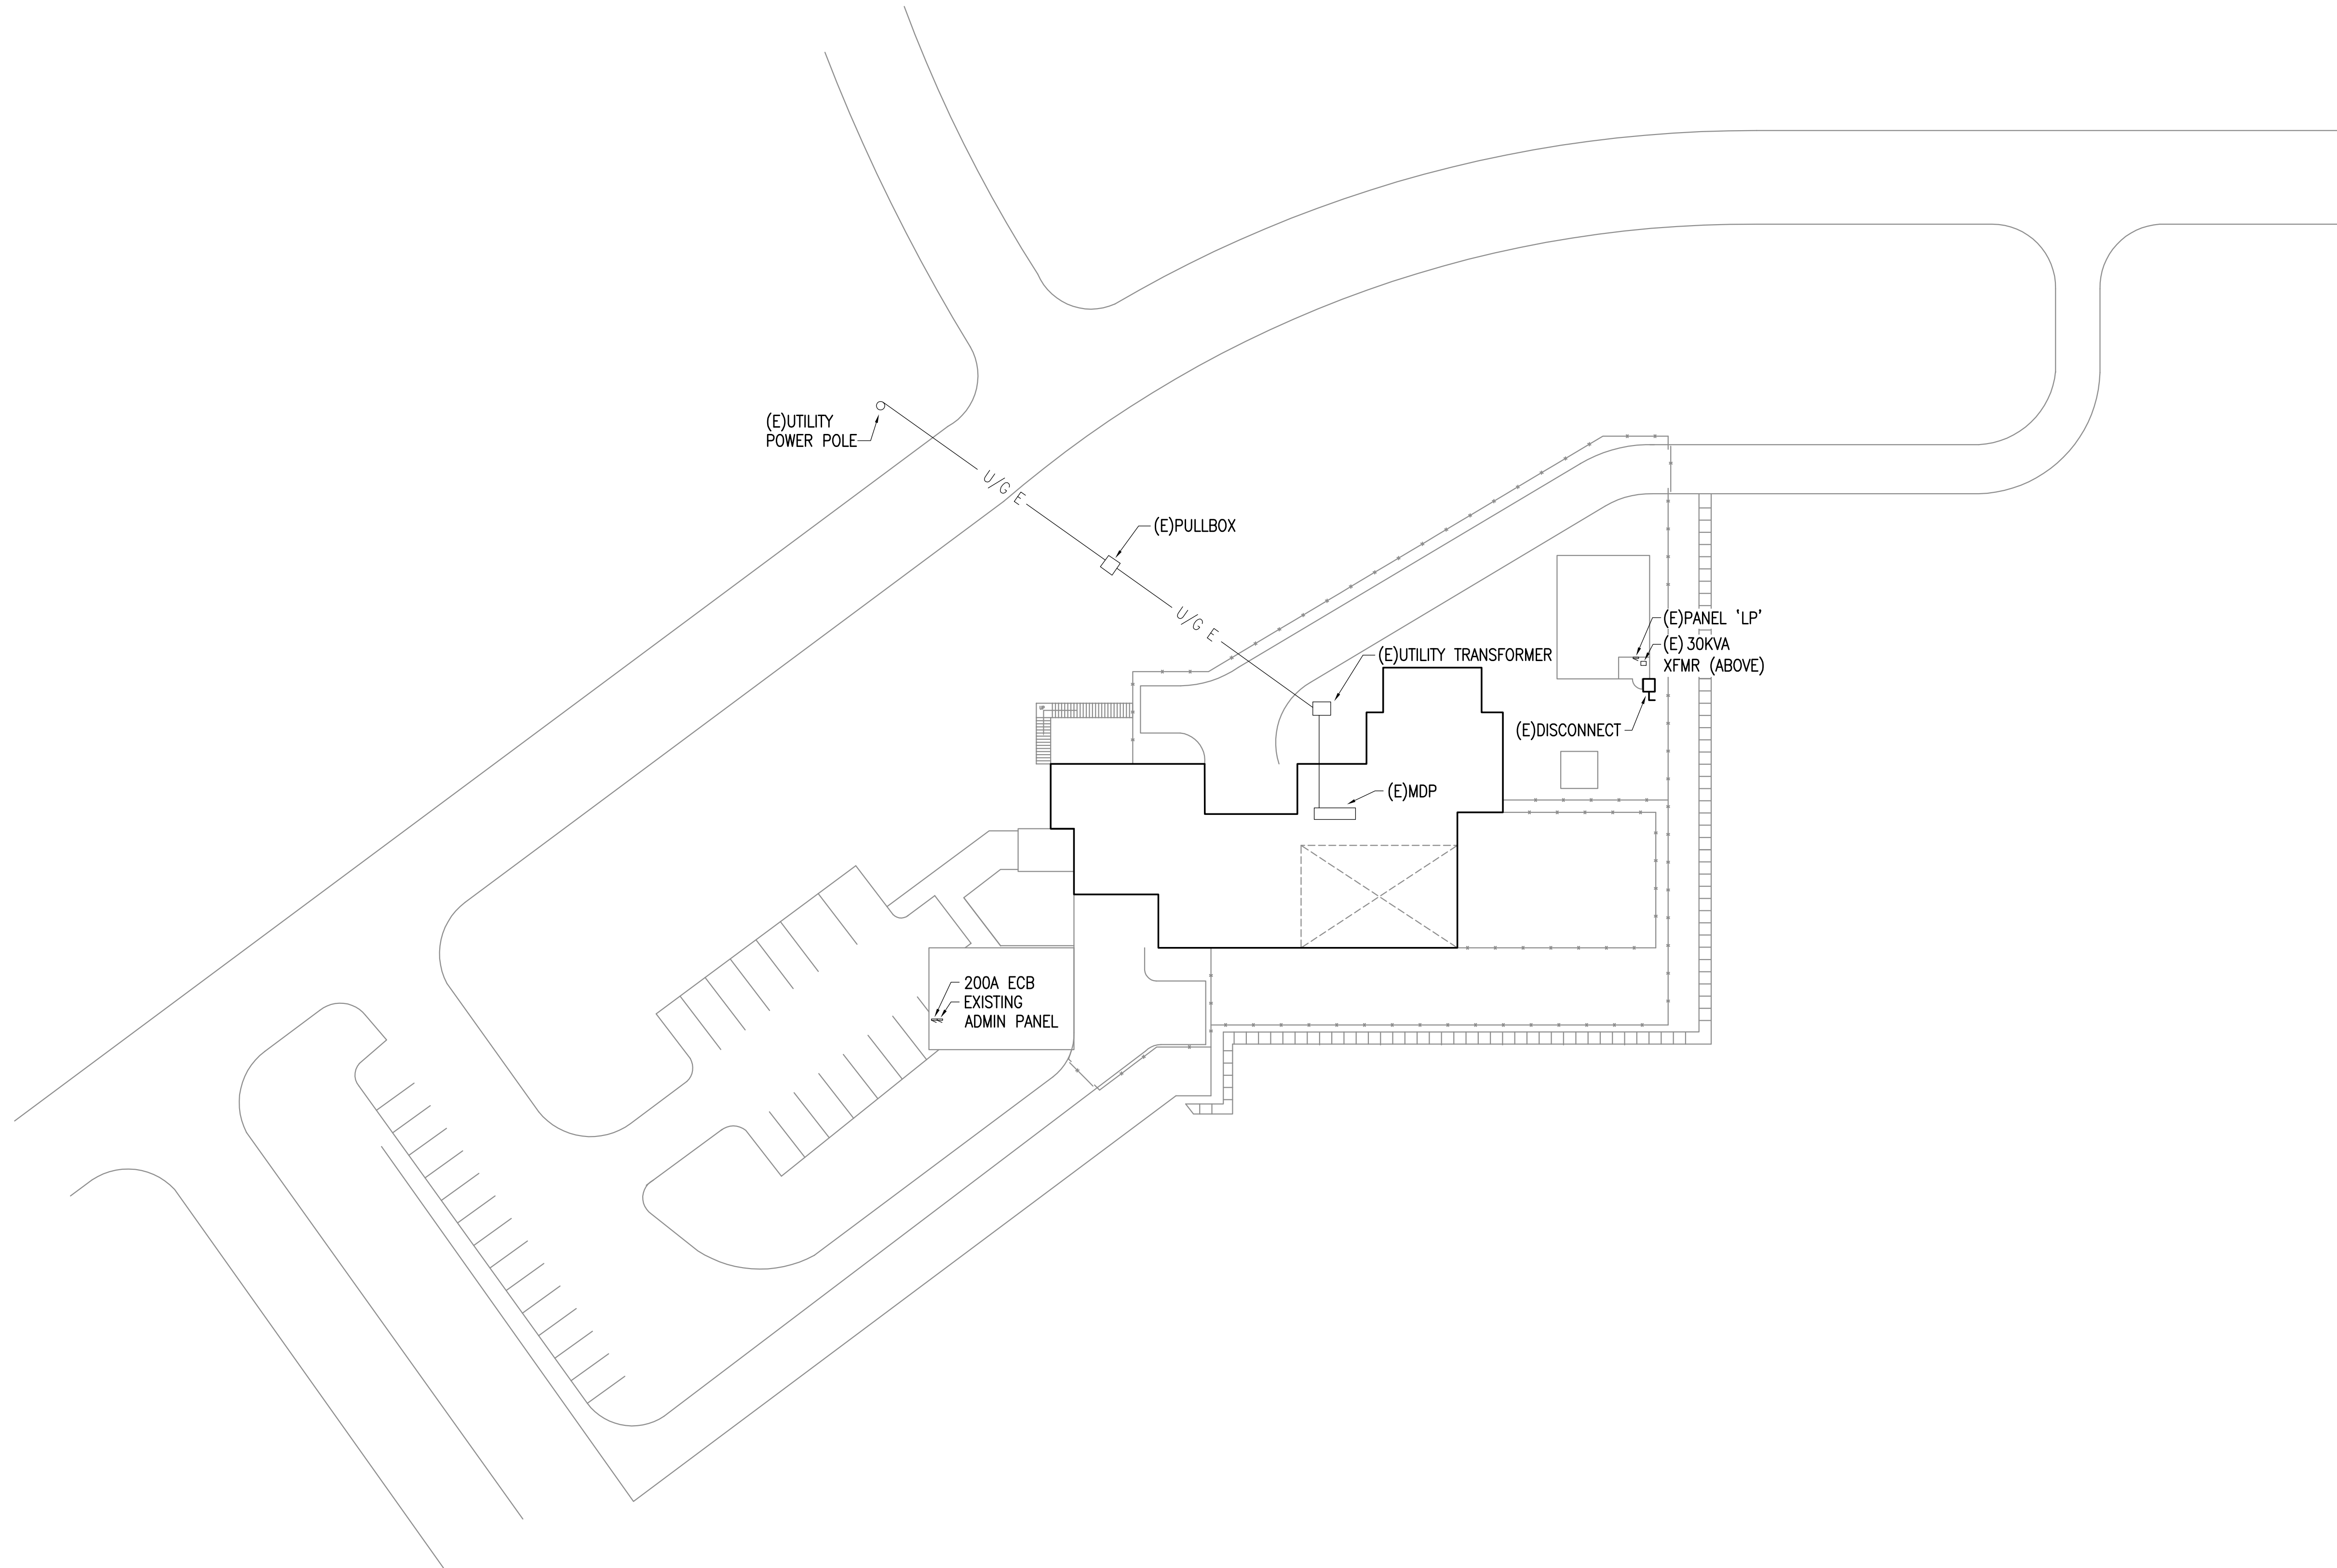 (E)UTILITY
POWER POLE
U/G E
(E)PULLBOX
U/G E
(E)UTILITY TRANSFORMER
(E)PANEL 'LP'
(E) 30KVA
XFMR (ABOVE)
(E)DISCONNECT
(E)MDP
200A ECB
EXISTING
ADMIN PANEL